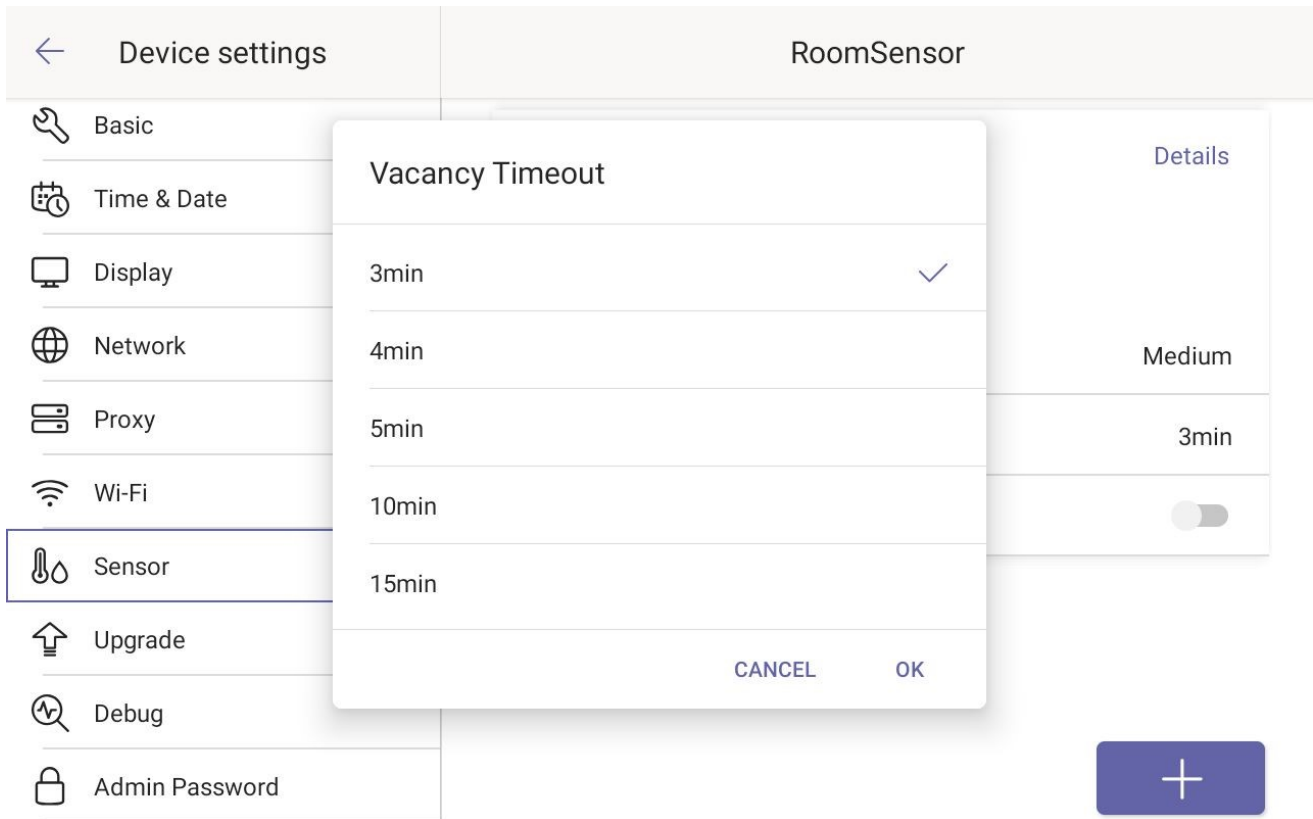 Device settings
RoomSensor
Basic
Time & Date
Display
Network
Proxy
Wi-Fi
Sensor
Upgrade
Debug
Admin Password
Vacancy Timeout
3min
4min
5min
10min
15min
CANCEL OK
Details
Medium
3min